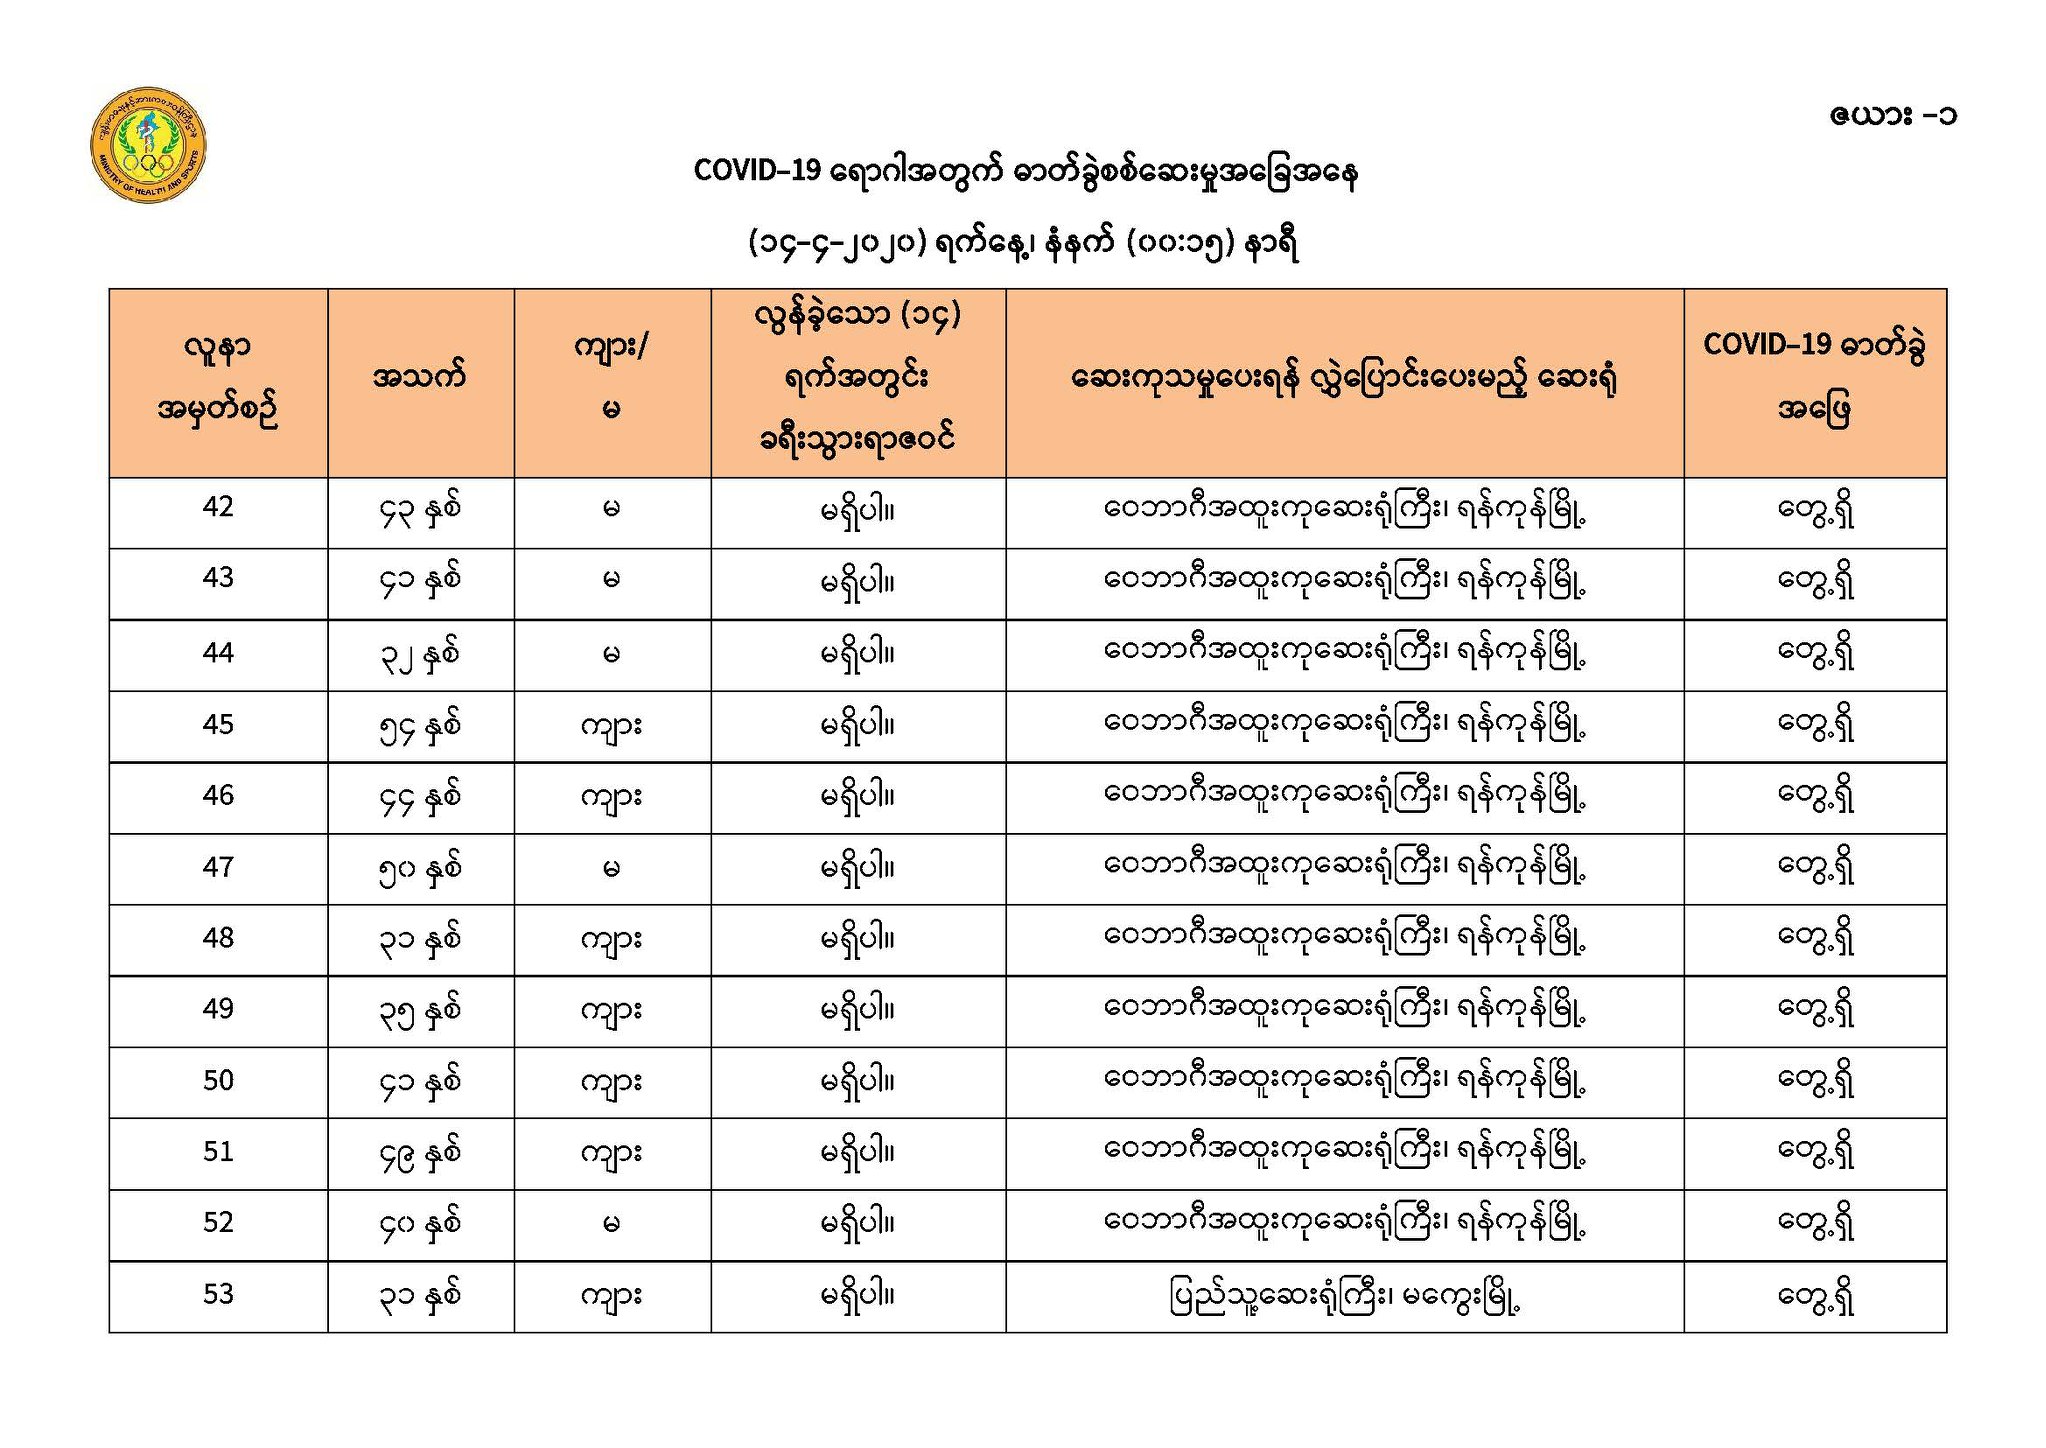 ကျန်းမာရေးနှင့်အားကစားဝန်ကြီးဌာန
MINISTRY OF HEALTH AND SPORTS
ဇယား -၁
COVID-19 ရောဂါအတွက် ဓာတ်ခွဲစစ်ဆေးမှုအခြေအနေ
(၁၄-၄-၂၀၂၀) ရက်နေ့၊ နံနက် (၀၀:၁၅) နာရီ
လူနာ အမှတ်စဉ် အသက် ကျား/ မ လွန်ခဲ့သော (၁၄) ရက်အတွင်း ခရီးသွားရာဇဝင် ဆေးကုသမှုပေးရန် လွှဲပြောင်းပေးမည့် ဆေးရုံ COVID-19 ဓာတ်ခွဲ အဖြေ
42 ၄၃ နှစ် မ မရှိပါ။ ဝေဘာဂီအထူးကုဆေးရုံကြီး၊ ရန်ကုန်မြို့ တွေ့ရှိ
43 ၄၁ နှစ် မ မရှိပါ။ ဝေဘာဂီအထူးကုဆေးရုံကြီး၊ ရန်ကုန်မြို့ တွေ့ရှိ
44 ၃၂ နှစ် မ မရှိပါ။ ဝေဘာဂီအထူးကုဆေးရုံကြီး၊ ရန်ကုန်မြို့ တွေ့ရှိ
45 ၅၄ နှစ် ကျား မရှိပါ။ ဝေဘာဂီအထူးကုဆေးရုံကြီး၊ ရန်ကုန်မြို့ တွေ့ရှိ
46 ၄၄ နှစ် ကျား မရှိပါ။ ဝေဘာဂီအထူးကုဆေးရုံကြီး၊ ရန်ကုန်မြို့ တွေ့ရှိ
47 ၅၀ နှစ် မ မရှိပါ။ ဝေဘာဂီအထူးကုဆေးရုံကြီး၊ ရန်ကုန်မြို့ တွေ့ရှိ
48 ၃၁ နှစ် ကျား မရှိပါ။ ဝေဘာဂီအထူးကုဆေးရုံကြီး၊ ရန်ကုန်မြို့ တွေ့ရှိ
49 ၃၅ နှစ် ကျား မရှိပါ။ ဝေဘာဂီအထူးကုဆေးရုံကြီး၊ ရန်ကုန်မြို့ တွေ့ရှိ
50 ၄၁ နှစ် ကျား မရှိပါ။ ဝေဘာဂီအထူးကုဆေးရုံကြီး၊ ရန်ကုန်မြို့ တွေ့ရှိ
51 ၄၉ နှစ် ကျား မရှိပါ။ ဝေဘာဂီအထူးကုဆေးရုံကြီး၊ ရန်ကုန်မြို့ တွေ့ရှိ
52 ၄၀ နှစ် မ မရှိပါ။ ဝေဘာဂီအထူးကုဆေးရုံကြီး၊ ရန်ကုန်မြို့ တွေ့ရှိ
53 ၃၁ နှစ် ကျား မရှိပါ။ ပြည်သူ့ဆေးရုံကြီး၊ မကွေးမြို့ တွေ့ရှိ